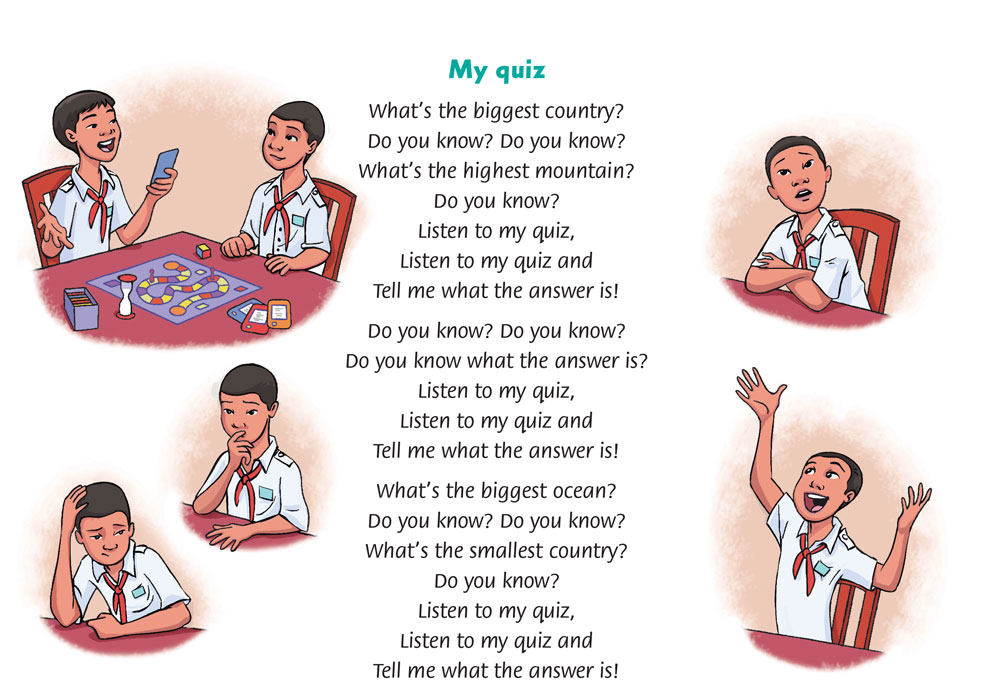 My quiz
What's the biggest country?
Do you know? Do you know?
What's the highest mountain?
Do you know?
Listen to my quiz,
Listen to my quiz and
Tell me what the answer is!
Do you know? Do you know?
Do you know what the answer is?
Listen to my quiz,
Listen to my quiz and
Tell me what the answer is!
What's the biggest ocean?
Do you know? Do you know?
What's the smallest country?
Do you know?
Listen to my quiz,
Listen to my quiz and
Tell me what the answer is!